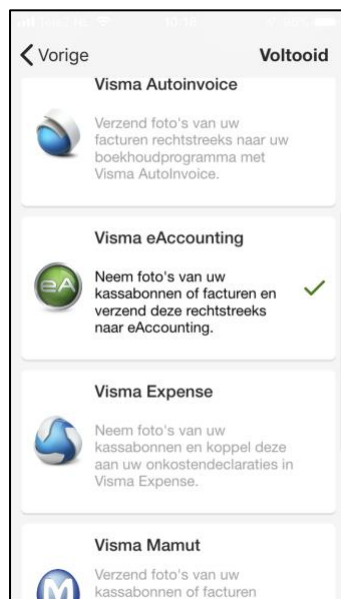 10:18
Vorige
Voltooid
Visma Autoinvoice
Verzend foto's van uw
facturen rechtstreeks naar uw
boekhoudprogramma met
Visma AutoInvoice.
Visma eAccounting
eA
Neem foto's van uw
kassabonnen of facturen en
verzend deze rechtstreeks
naar eAccounting.
Visma Expense
Neem foto's van uw
kassabonnen en koppel deze
aan uw onkostendeclaraties in
Visma Expense.
Visma Mamut
M
Verzend foto's van uw
kassabonnen of facturen